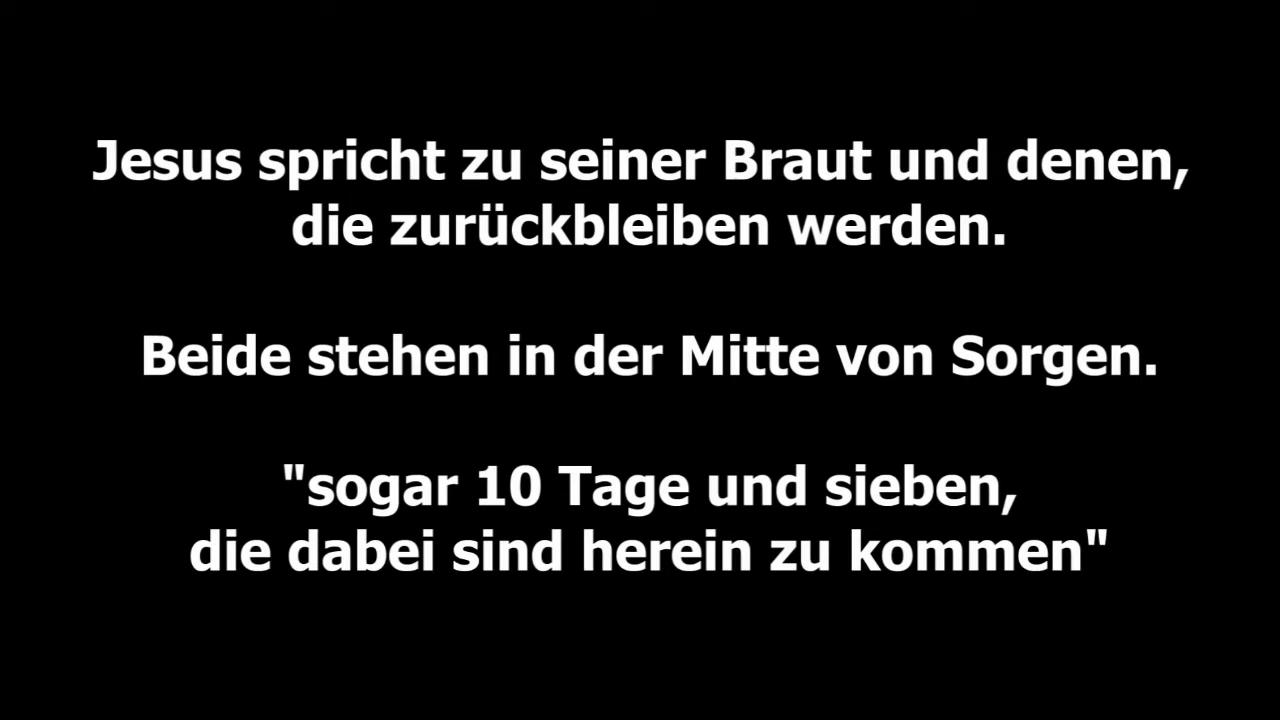 Jesus spricht zu seiner Braut und denen,
die zurückbleiben werden.
Beide stehen in der Mitte von Sorgen.
"sogar 10 Tage und sieben,
die dabei sind herein zu kommen"